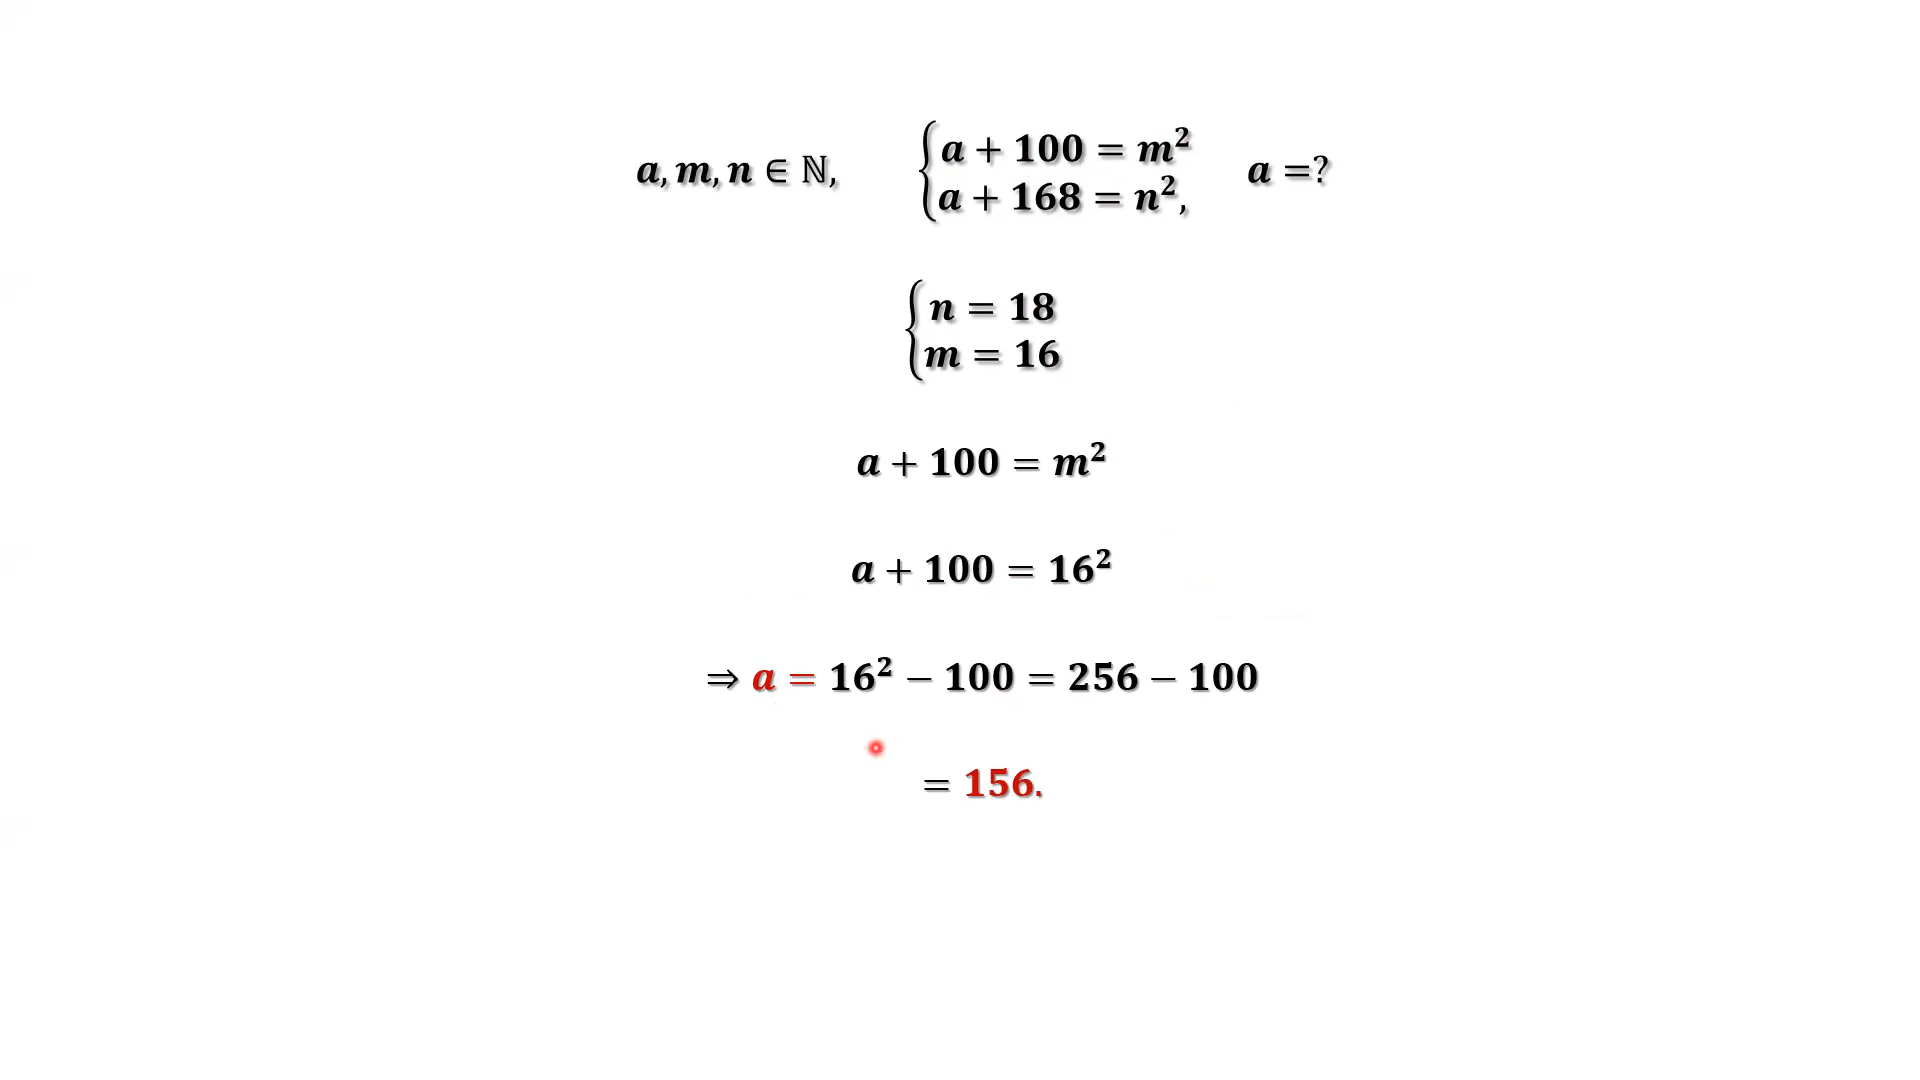 a, m, n ∈ ℕ, { a + 100 = m² a =?
a + 168 = n²,
{ n = 18
m = 16
a + 100 = m²
a + 100 = 16²
⇒ a = 16² − 100 = 256 − 100
= 156.